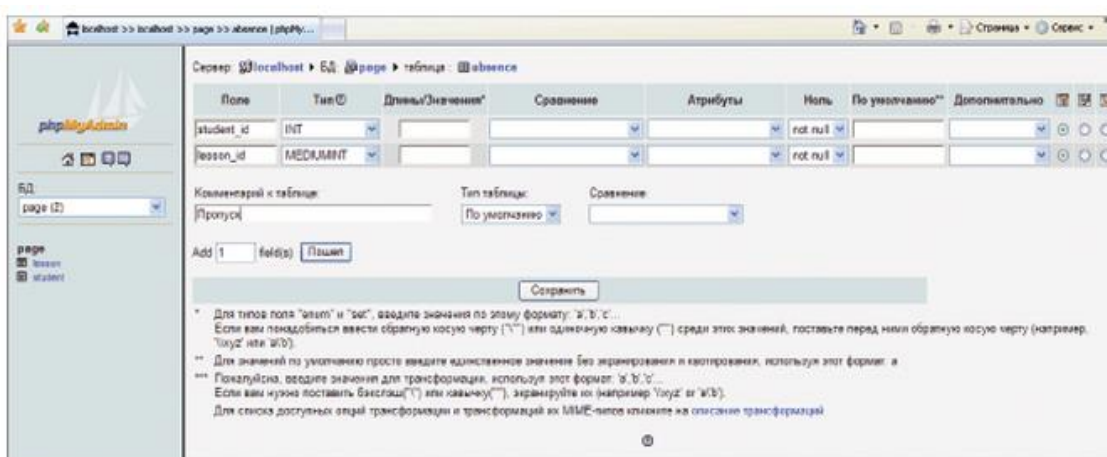 localhost >> localhost >> page >> absence | phpMy...
Страница
Сервис
phpMyAdmin
БД:
page (2)
page
lesson
student
Сервер: localhost ▸ БД: page ▸ таблица : absence
Поле Тип Длины/Значения* Сравнение Атрибуты Ноль По умолчанию** Дополнительно
student_id INT not null
lesson_id MEDIUMINT not null
Комментарий к таблице: Тип таблицы: Сравнение:
Пропуск По умолчанию
Add 1 field(s) Пошел
Сохранить
* Для типов поля "enum" и "set", введите значения по этому формату: 'a','b','c'...
Если вам понадобиться ввести обратную косую черту ("\") или одиночную кавычку ("'") среди этих значений, поставьте перед ними обратную косую черту (например,
'\\xyz' или 'a\'b').
** Для значений по умолчанию просто введите единственное значение без экранирования и квотирования, используя этот формат: a
*** Пожалуйста, введите значения для трансформации, используя этот формат: 'a','b','c'...
Если вам нужно поставить бэкслэш("\") или кавычку("'"), экранируйте их (например '\\xyz' or 'a\'b').
Для списка доступных опций трансформации и трансформаций их MIME-типов кликните на описание трансформаций